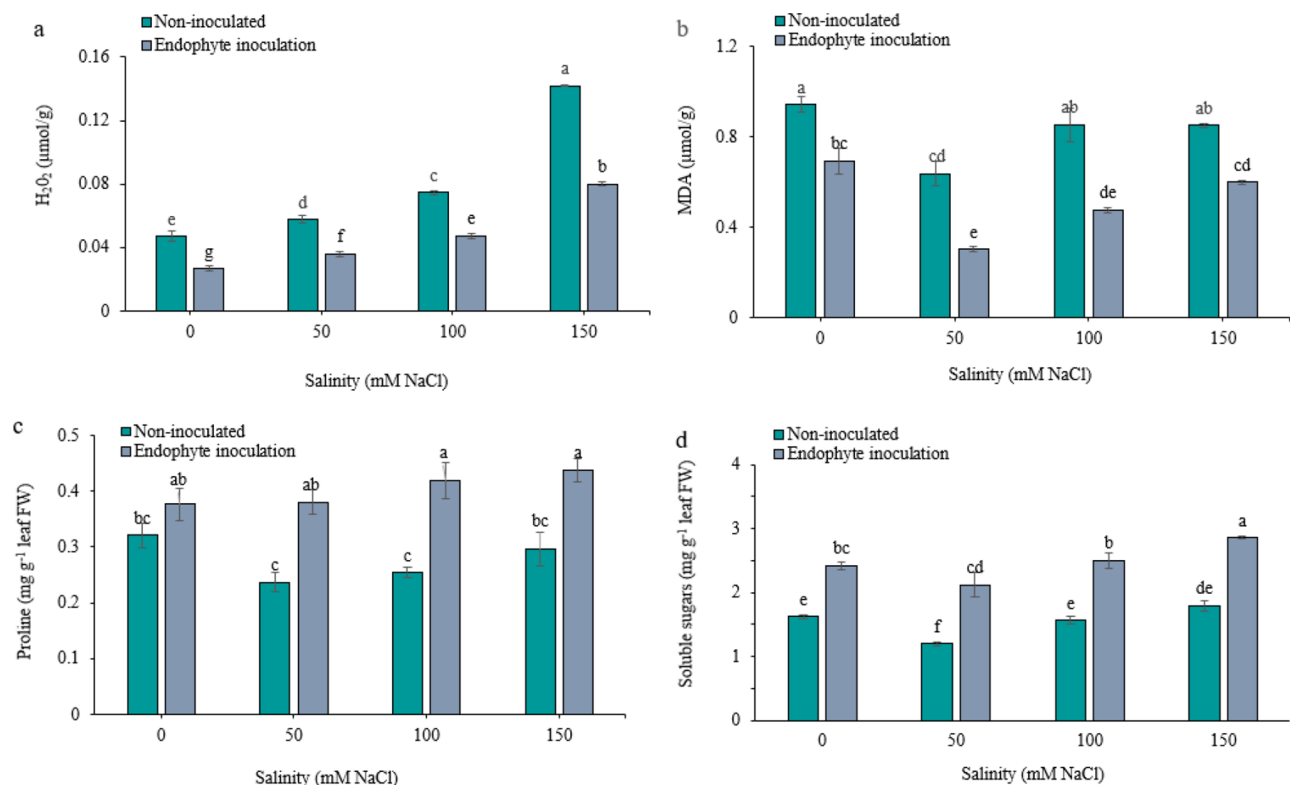 a
Non-inoculated
Endophyte inoculation
0.16
0.12
0.08
0.04
0
H₂0₂ (μmol/g)
e
g
d
f
c
e
a
b
0
50
100
150
Salinity (mM NaCl)
b
Non-inoculated
Endophyte inoculation
1.2
0.8
0.4
0
MDA (μmol/g)
a
bc
cd
e
ab
de
ab
cd
0
50
100
150
Salinity (mM NaCl)
c
Non-inoculated
Endophyte inoculation
0.5
0.4
0.3
0.2
0.1
0
Proline (mg g⁻¹ leaf FW)
bc
ab
c
ab
c
a
bc
a
0
50
100
150
Salinity (mM NaCl)
d
Non-inoculated
Endophyte inoculation
4
3
2
1
0
Soluble sugars (mg g⁻¹ leaf FW)
e
bc
f
cd
e
b
de
a
0
50
100
150
Salinity (mM NaCl)